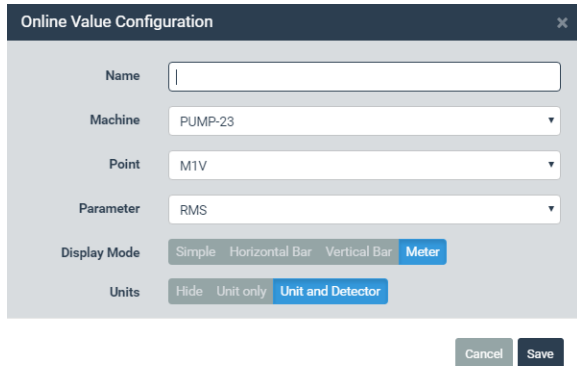 Online Value Configuration ×
Name
Machine PUMP-23
Point M1V
Parameter RMS
Display Mode Simple Horizontal Bar Vertical Bar Meter
Units Hide Unit only Unit and Detector
Cancel Save